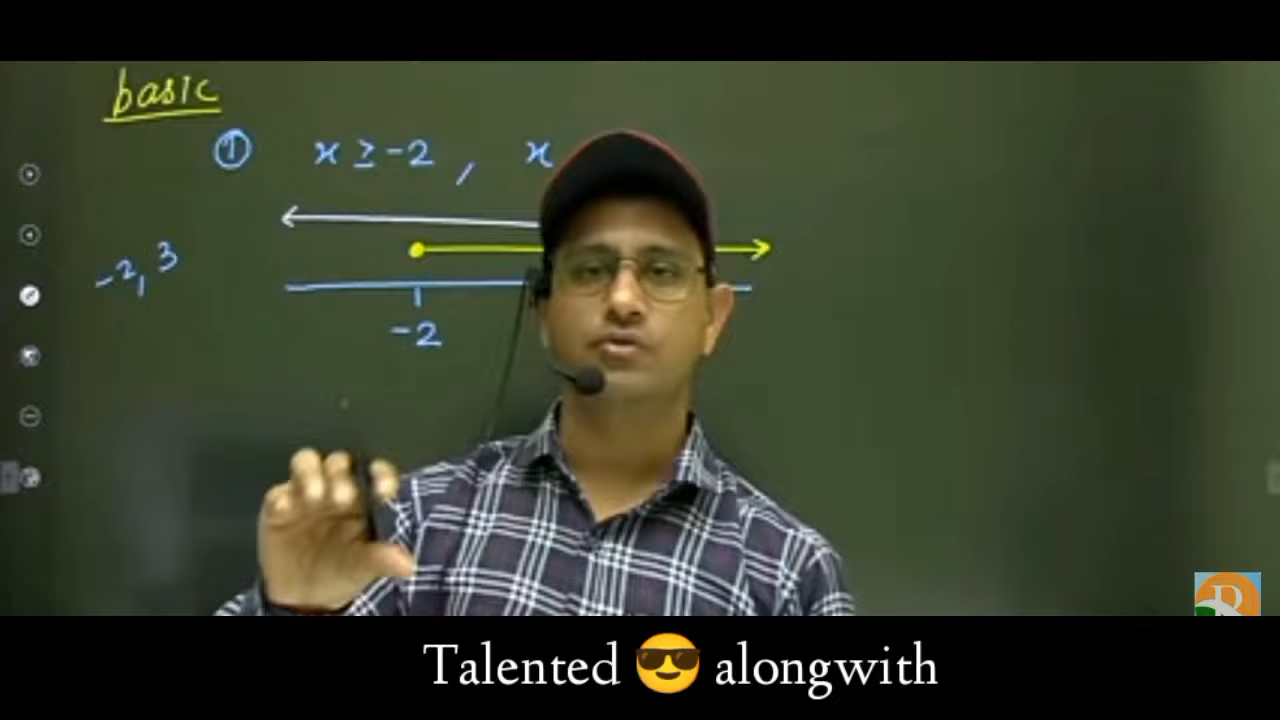 basic
① x ≥ -2 , x
-2, 3
-2
Talented 😎 alongwith